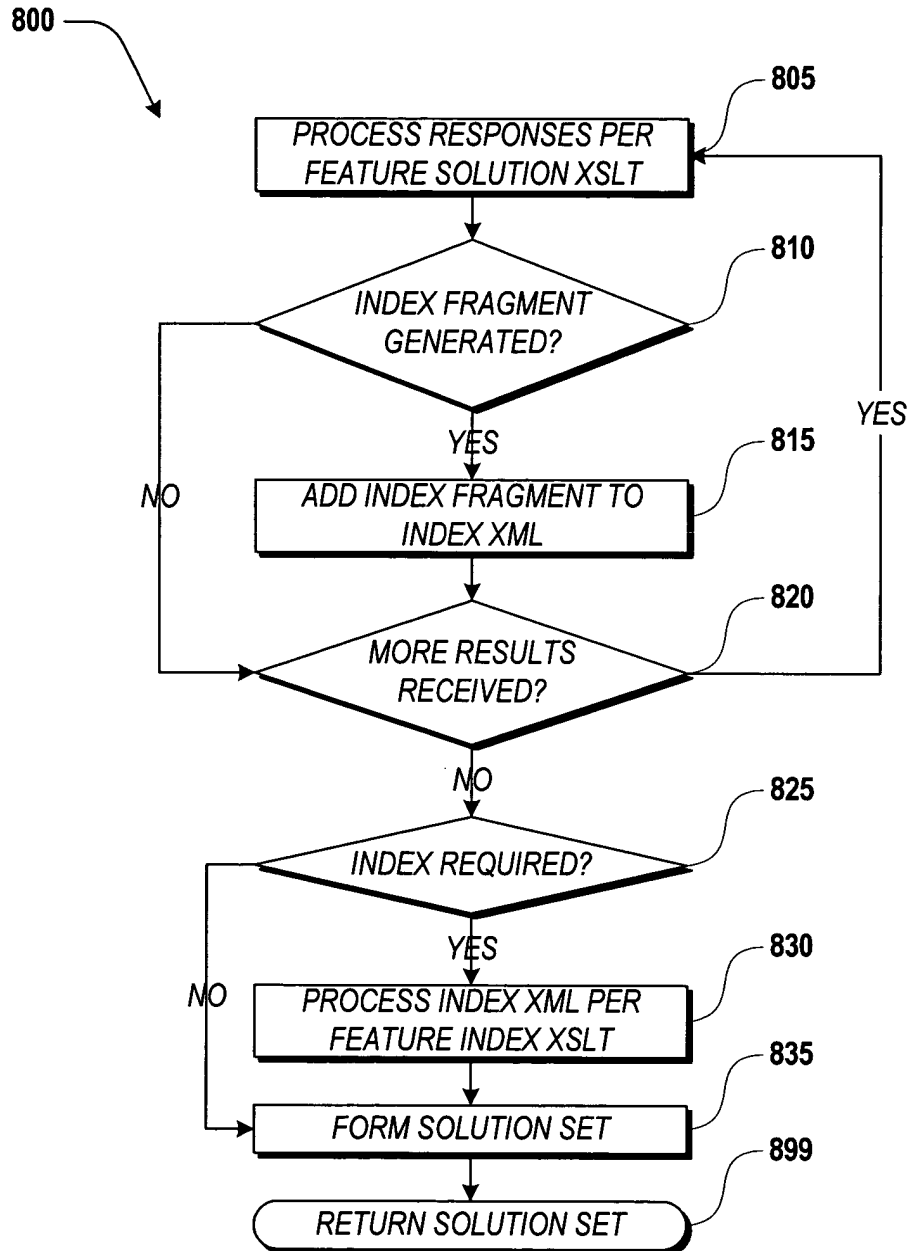 800
805
PROCESS RESPONSES PER
FEATURE SOLUTION XSLT
810
INDEX FRAGMENT
GENERATED?
YES
YES
815
NO
ADD INDEX FRAGMENT TO
INDEX XML
820
MORE RESULTS
RECEIVED?
NO
825
INDEX REQUIRED?
YES
830
NO
PROCESS INDEX XML PER
FEATURE INDEX XSLT
835
FORM SOLUTION SET
899
RETURN SOLUTION SET